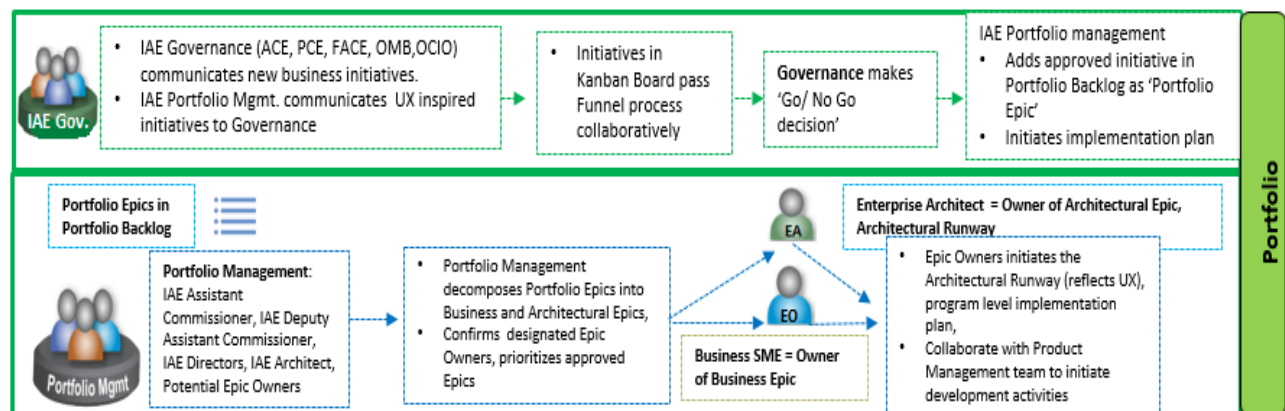 IAE Gov.
• IAE Governance (ACE, PCE, FACE, OMB,OCIO)
communicates new business initiatives.
• IAE Portfolio Mgmt. communicates UX inspired
initiatives to Governance
• Initiatives in
Kanban Board pass
Funnel process
collaboratively
Governance makes
‘Go/ No Go
decision’
IAE Portfolio management
• Adds approved initiative in
Portfolio Backlog as ‘Portfolio
Epic’
• Initiates implementation plan
Portfolio
Portfolio Epics in
Portfolio Backlog
Portfolio Mgmt
Portfolio Management:
IAE Assistant
Commissioner, IAE Deputy
Assistant Commissioner,
IAE Directors, IAE Architect,
Potential Epic Owners
• Portfolio Management
decomposes Portfolio Epics into
Business and Architectural Epics,
• Confirms designated Epic
Owners, prioritizes approved
Epics
EA
EO
Business SME = Owner
of Business Epic
Enterprise Architect = Owner of Architectural Epic,
Architectural Runway
• Epic Owners initiates the
Architectural Runway (reflects UX),
program level implementation
plan,
• Collaborate with Product
Management team to initiate
development activities